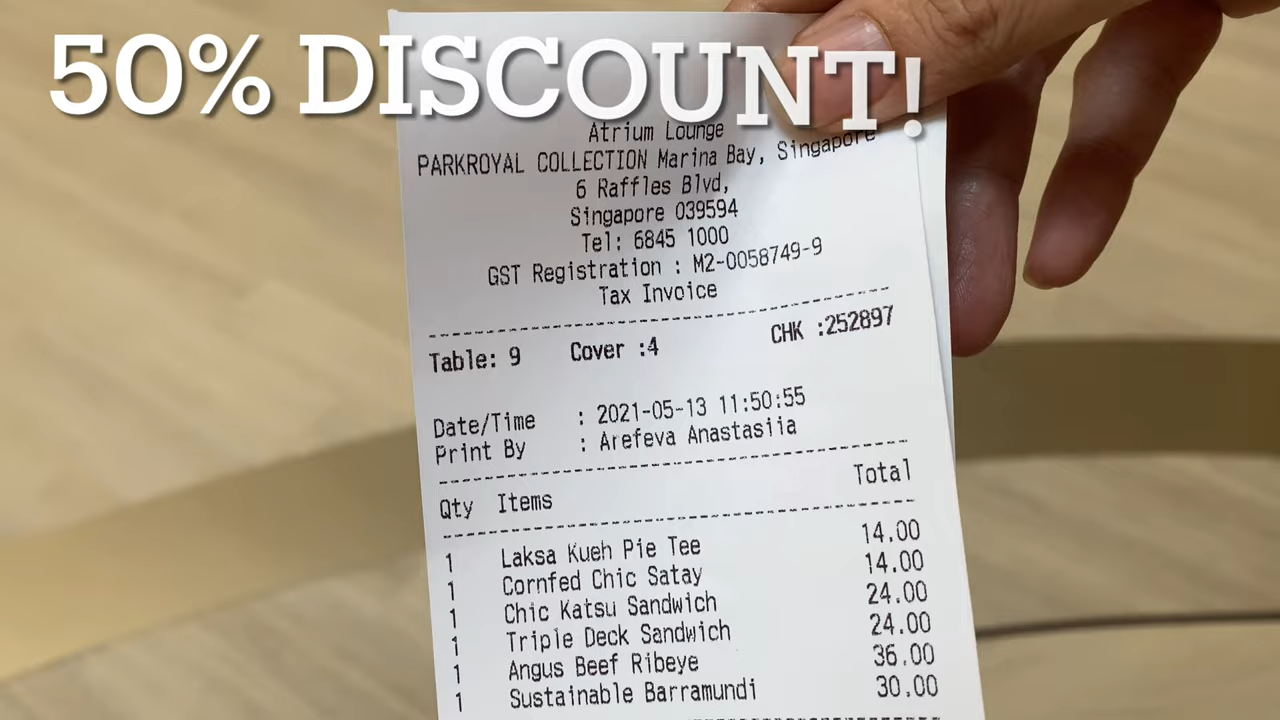 50% DISCOUNT!
Atrium Lounge
PARKROYAL COLLECTION Marina Bay, Singapore
6 Raffles Blvd,
Singapore 039594
Tel: 6845 1000
GST Registration : M2-0058749-9
Tax Invoice
Table: 9 Cover :4 CHK :252897
Date/Time : 2021-05-13 11:50:55
Print By : Arefeva Anastasiia
Qty Items Total
1 Laksa Kueh Pie Tee 14.00
1 Cornfed Chic Satay 14.00
1 Chic Katsu Sandwich 24.00
1 Triple Deck Sandwich 24.00
1 Angus Beef Ribeye 36.00
1 Sustainable Barramundi 30.00